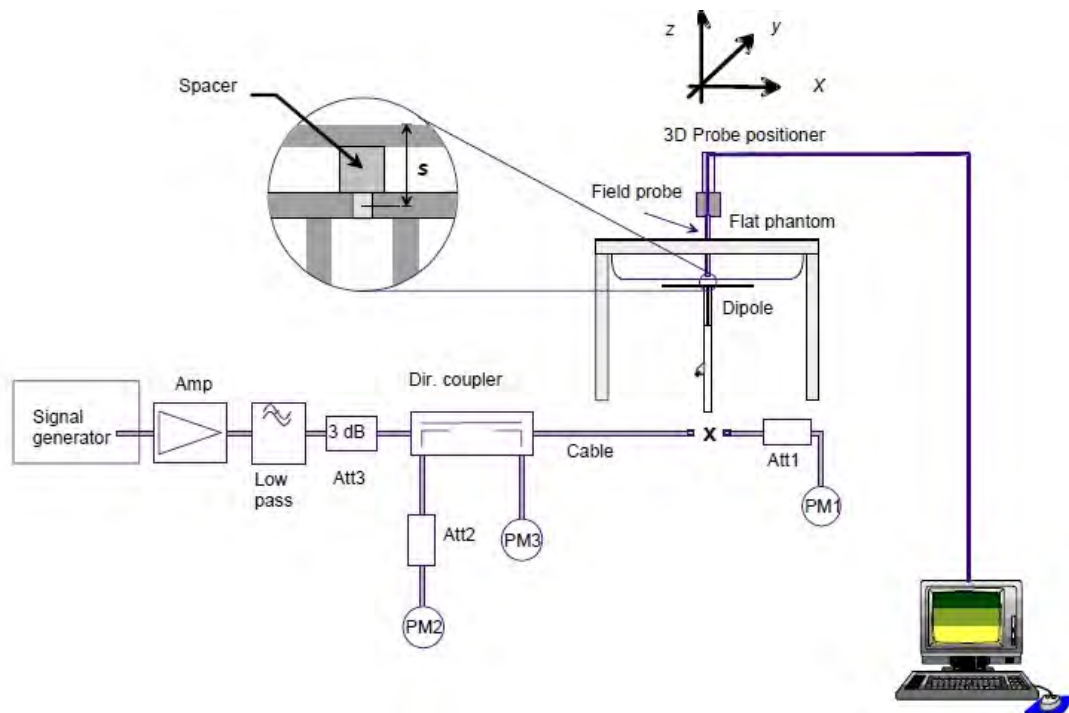 z
y
X
Spacer
s
3D Probe positioner
Field probe
Flat phantom
Dipole
Dir. coupler
Amp
Signal
generator
3 dB
X
Cable
Att1
Low
pass
Att3
PM1
Att2
PM3
PM2